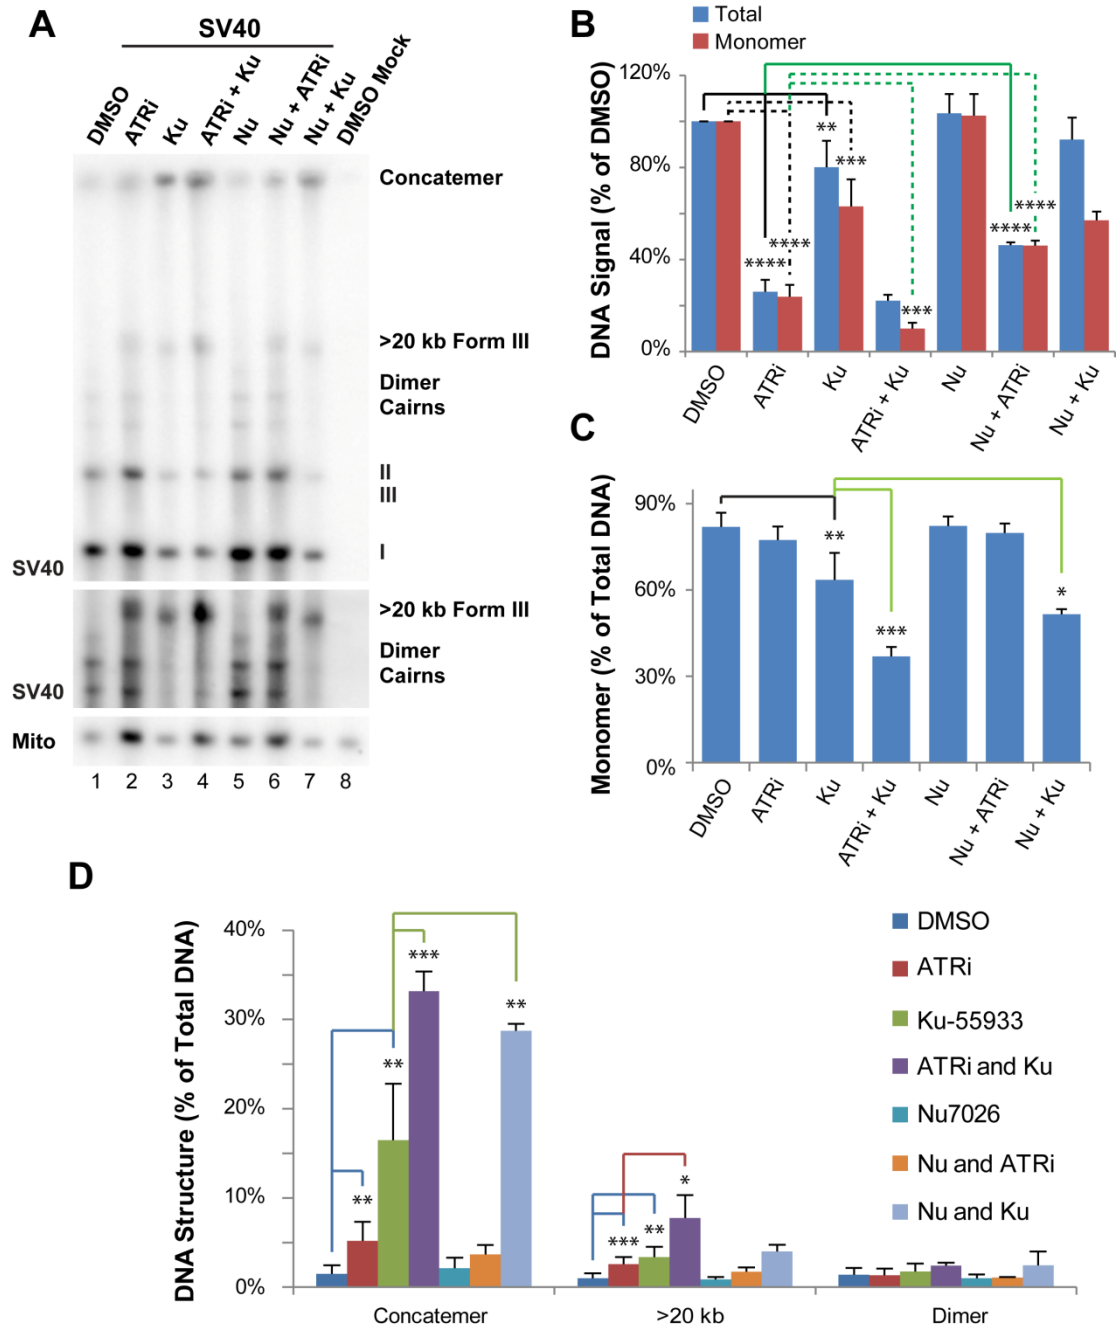 A
SV40
DMSO
ATRi
Ku
ATRi + Ku
Nu
Nu + ATRi
Nu + Ku
DMSO Mock
Concatemer
>20 kb Form III
Dimer
Cairns
II
III
I
SV40
>20 kb Form III
Dimer
Cairns
SV40
Mito
1 2 3 4 5 6 7 8
B
Total
Monomer
DNA Signal (% of DMSO)
120%
80%
40%
0%
**
***
****
****
***
****
****
DMSO
ATRi
Ku
ATRi + Ku
Nu
Nu + ATRi
Nu + Ku
C
Monomer (% of Total DNA)
90%
60%
30%
0%
**
***
*
DMSO
ATRi
Ku
ATRi + Ku
Nu
Nu + ATRi
Nu + Ku
D
DNA Structure (% of Total DNA)
40%
30%
20%
10%
0%
**
**
***
**
***
**
*
Concatemer
>20 kb
Dimer
DMSO
ATRi
Ku-55933
ATRi and Ku
Nu7026
Nu and ATRi
Nu and Ku